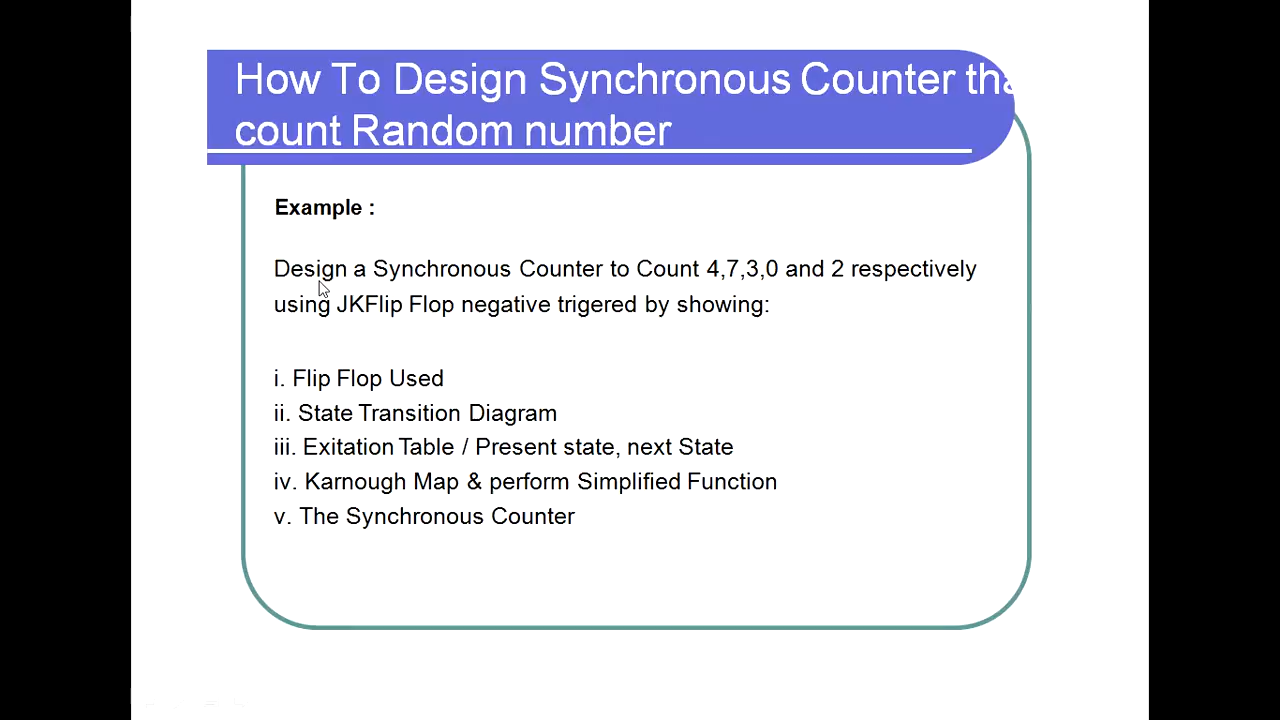 How To Design Synchronous Counter tha
count Random number
Example :
Design a Synchronous Counter to Count 4,7,3,0 and 2 respectively
using JKFlip Flop negative trigered by showing:
i. Flip Flop Used
ii. State Transition Diagram
iii. Exitation Table / Present state, next State
iv. Karnough Map & perform Simplified Function
v. The Synchronous Counter